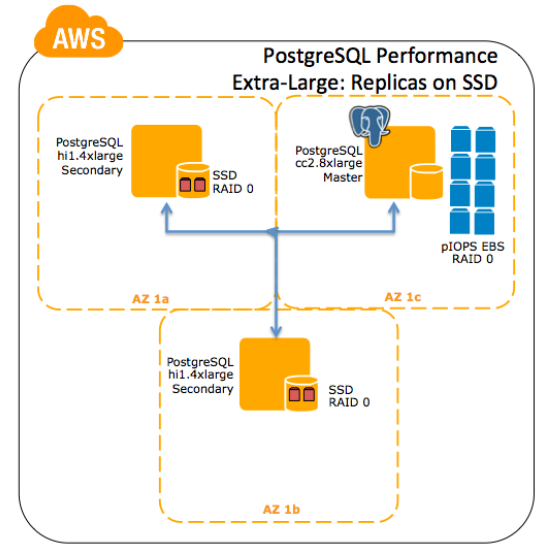 AWS
PostgreSQL Performance
Extra-Large: Replicas on SSD
PostgreSQL
hi1.4xlarge
Secondary
SSD
RAID 0
AZ 1a
PostgreSQL
cc2.8xlarge
Master
pIOPS EBS
RAID 0
AZ 1c
PostgreSQL
hi1.4xlarge
Secondary
SSD
RAID 0
AZ 1b